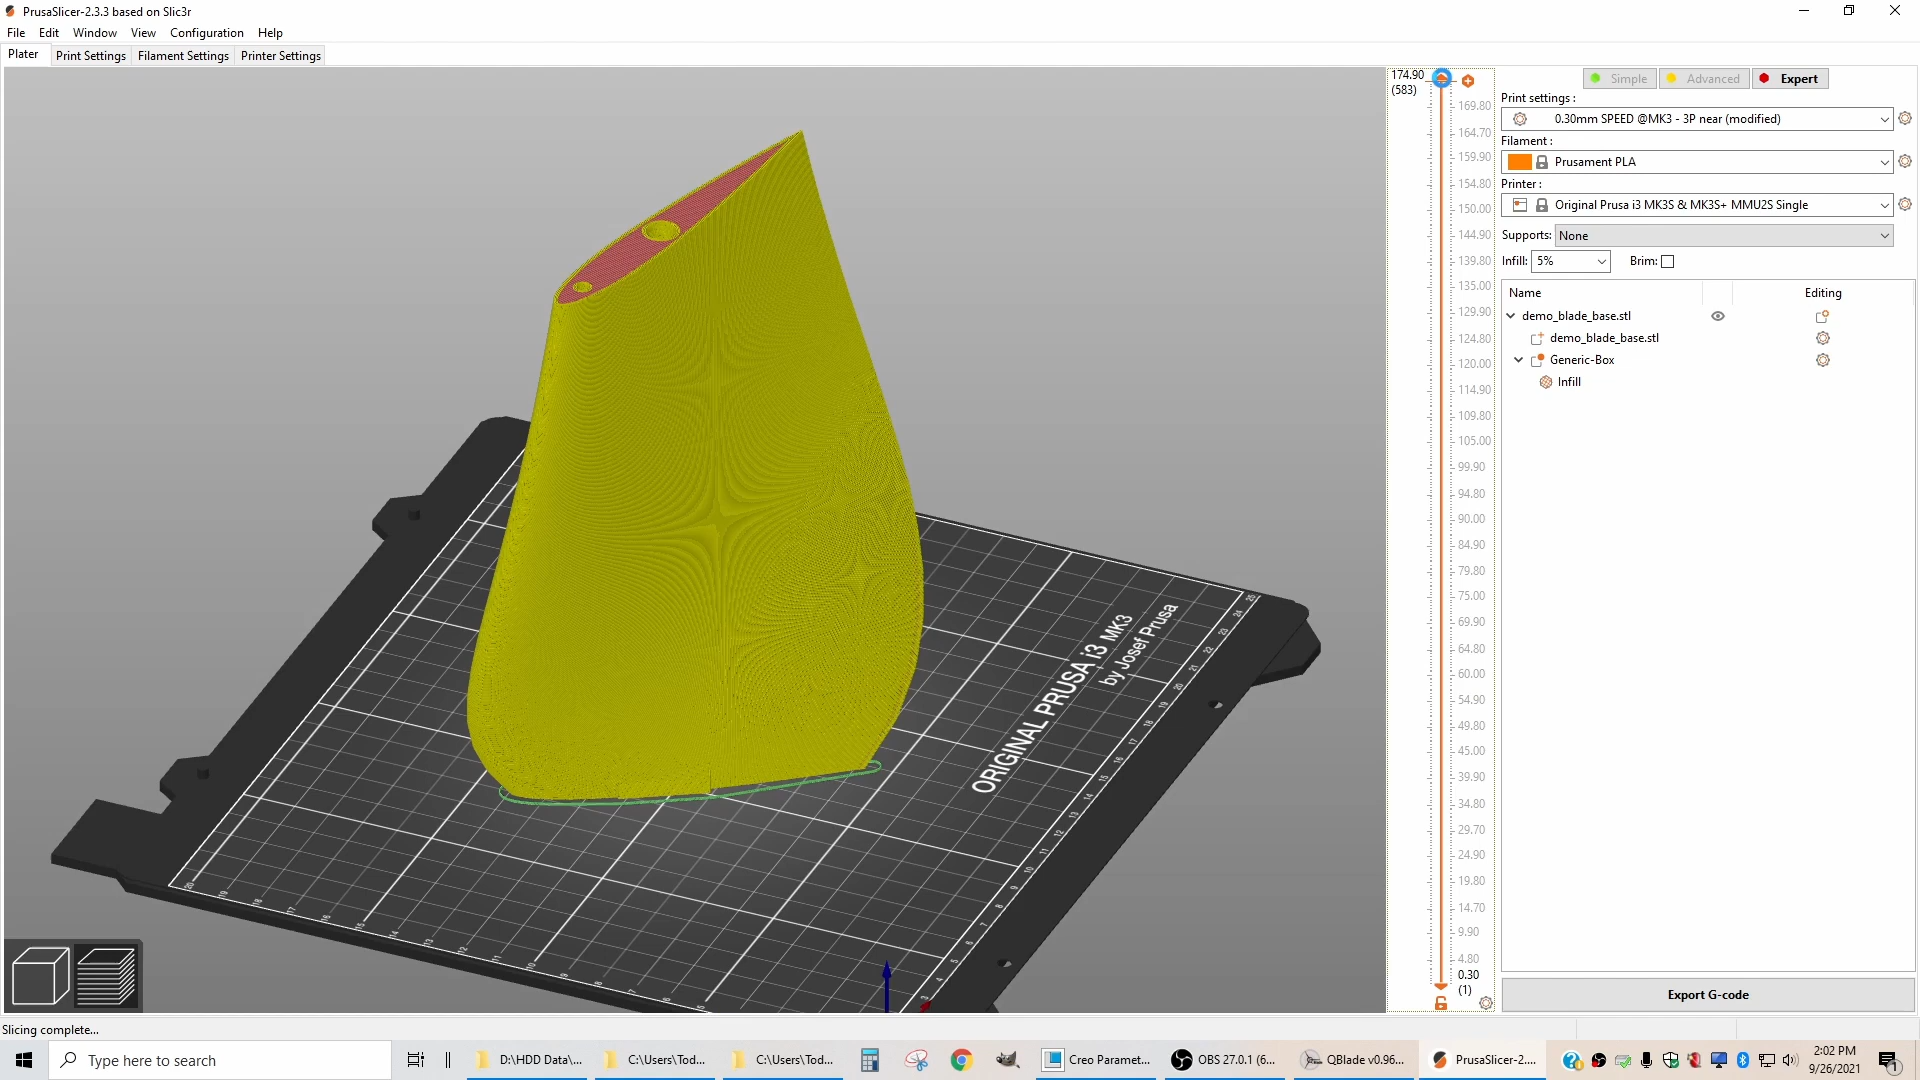 PrusaSlicer-2.3.3 based on Slic3r
File Edit Window View Configuration Help
Plater Print Settings Filament Settings Printer Settings
Simple Advanced Expert
Print settings :
0.30mm SPEED @MK3 - 3P near (modified)
Filament :
Prusament PLA
Printer :
Original Prusa i3 MK3S & MK3S+ MMU2S Single
Supports: None
Infill: 5% Brim:
Name Editing
demo_blade_base.stl
demo_blade_base.stl
Generic-Box
Infill
174.90
(583)
169.80
164.70
159.90
154.80
150.00
144.90
139.80
135.00
129.90
124.80
120.00
114.90
109.80
105.00
99.90
94.80
90.00
84.90
79.80
75.00
69.90
64.80
60.00
54.90
49.80
45.00
39.90
34.80
29.70
24.90
19.80
14.70
9.90
4.80
0.30
(1)
ORIGINAL PRUSA i3 MK3
by Josef Prusa
Export G-code
Slicing complete...
Type here to search
D:\HDD Data\...
C:\Users\Tod...
C:\Users\Tod...
Creo Paramet...
OBS 27.0.1 (6...
QBlade v0.96...
PrusaSlicer-2....
2:02 PM
9/26/2021
1